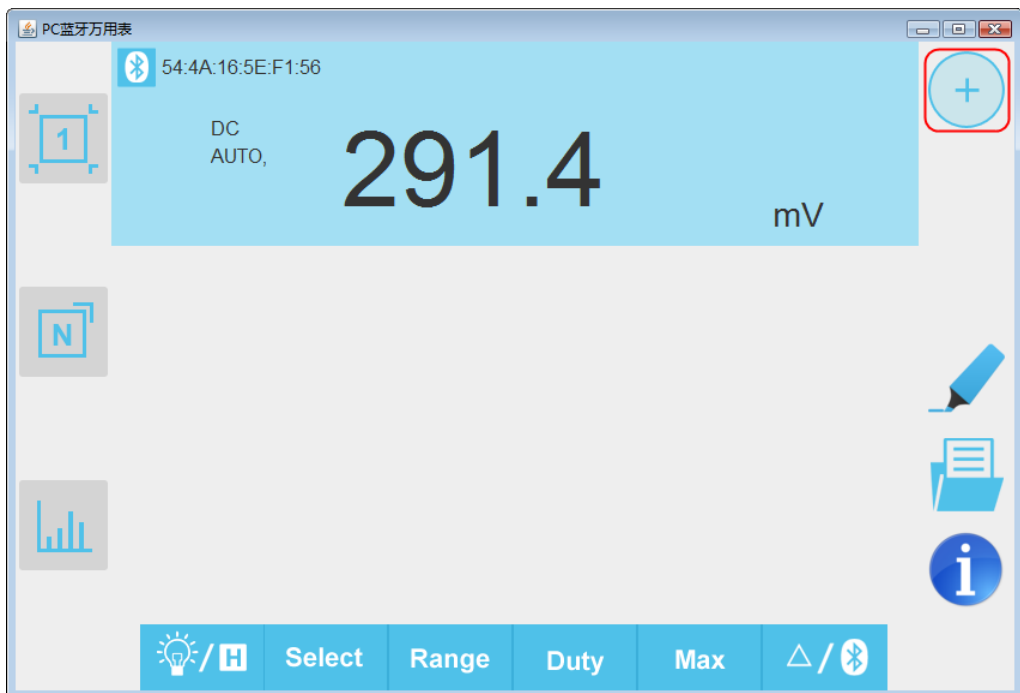 PC蓝牙万用表
54:4A:16:5E:F1:56
DC
AUTO,
291.4
mV
1
N
/ H
Select
Range
Duty
Max
△ /